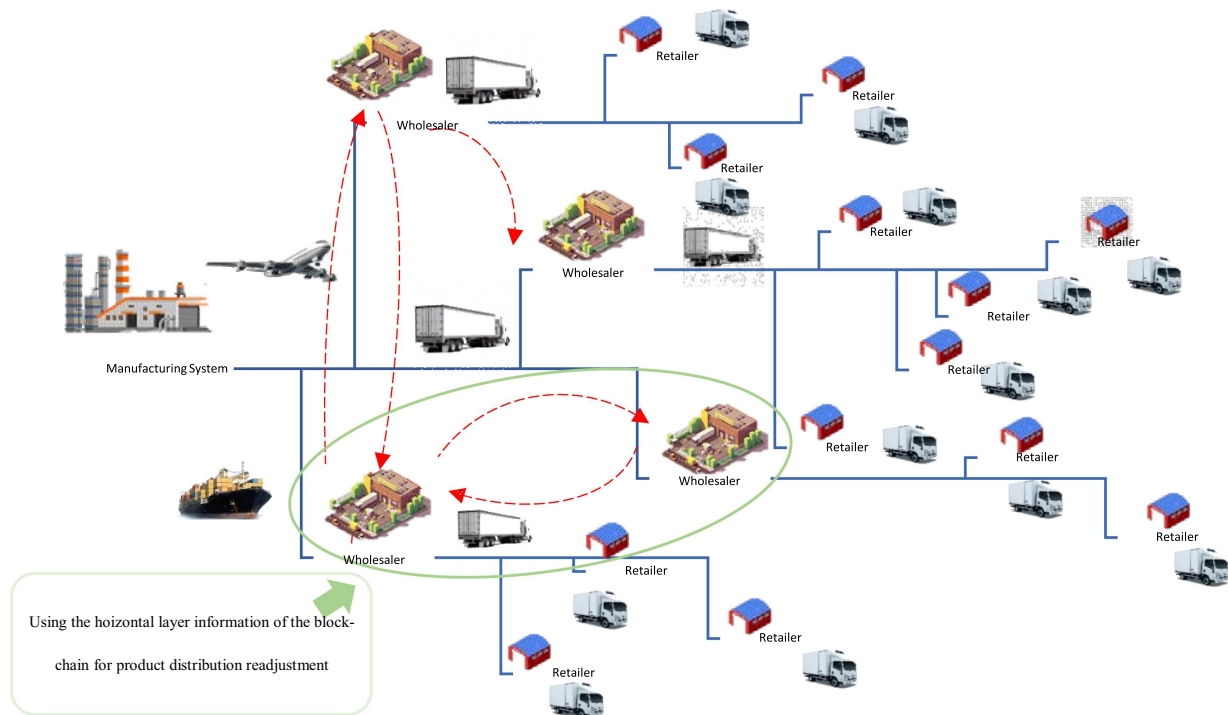 Retailer
Retailer
Wholesaler
Retailer
Retailer
Retailer
Wholesaler
Retailer
Manufacturing System
Retailer
Retailer
Retailer
Wholesaler
Retailer
Wholesaler
Retailer
Using the hoizontal layer information of the block-
chain for product distribution readjustment
Retailer
Retailer